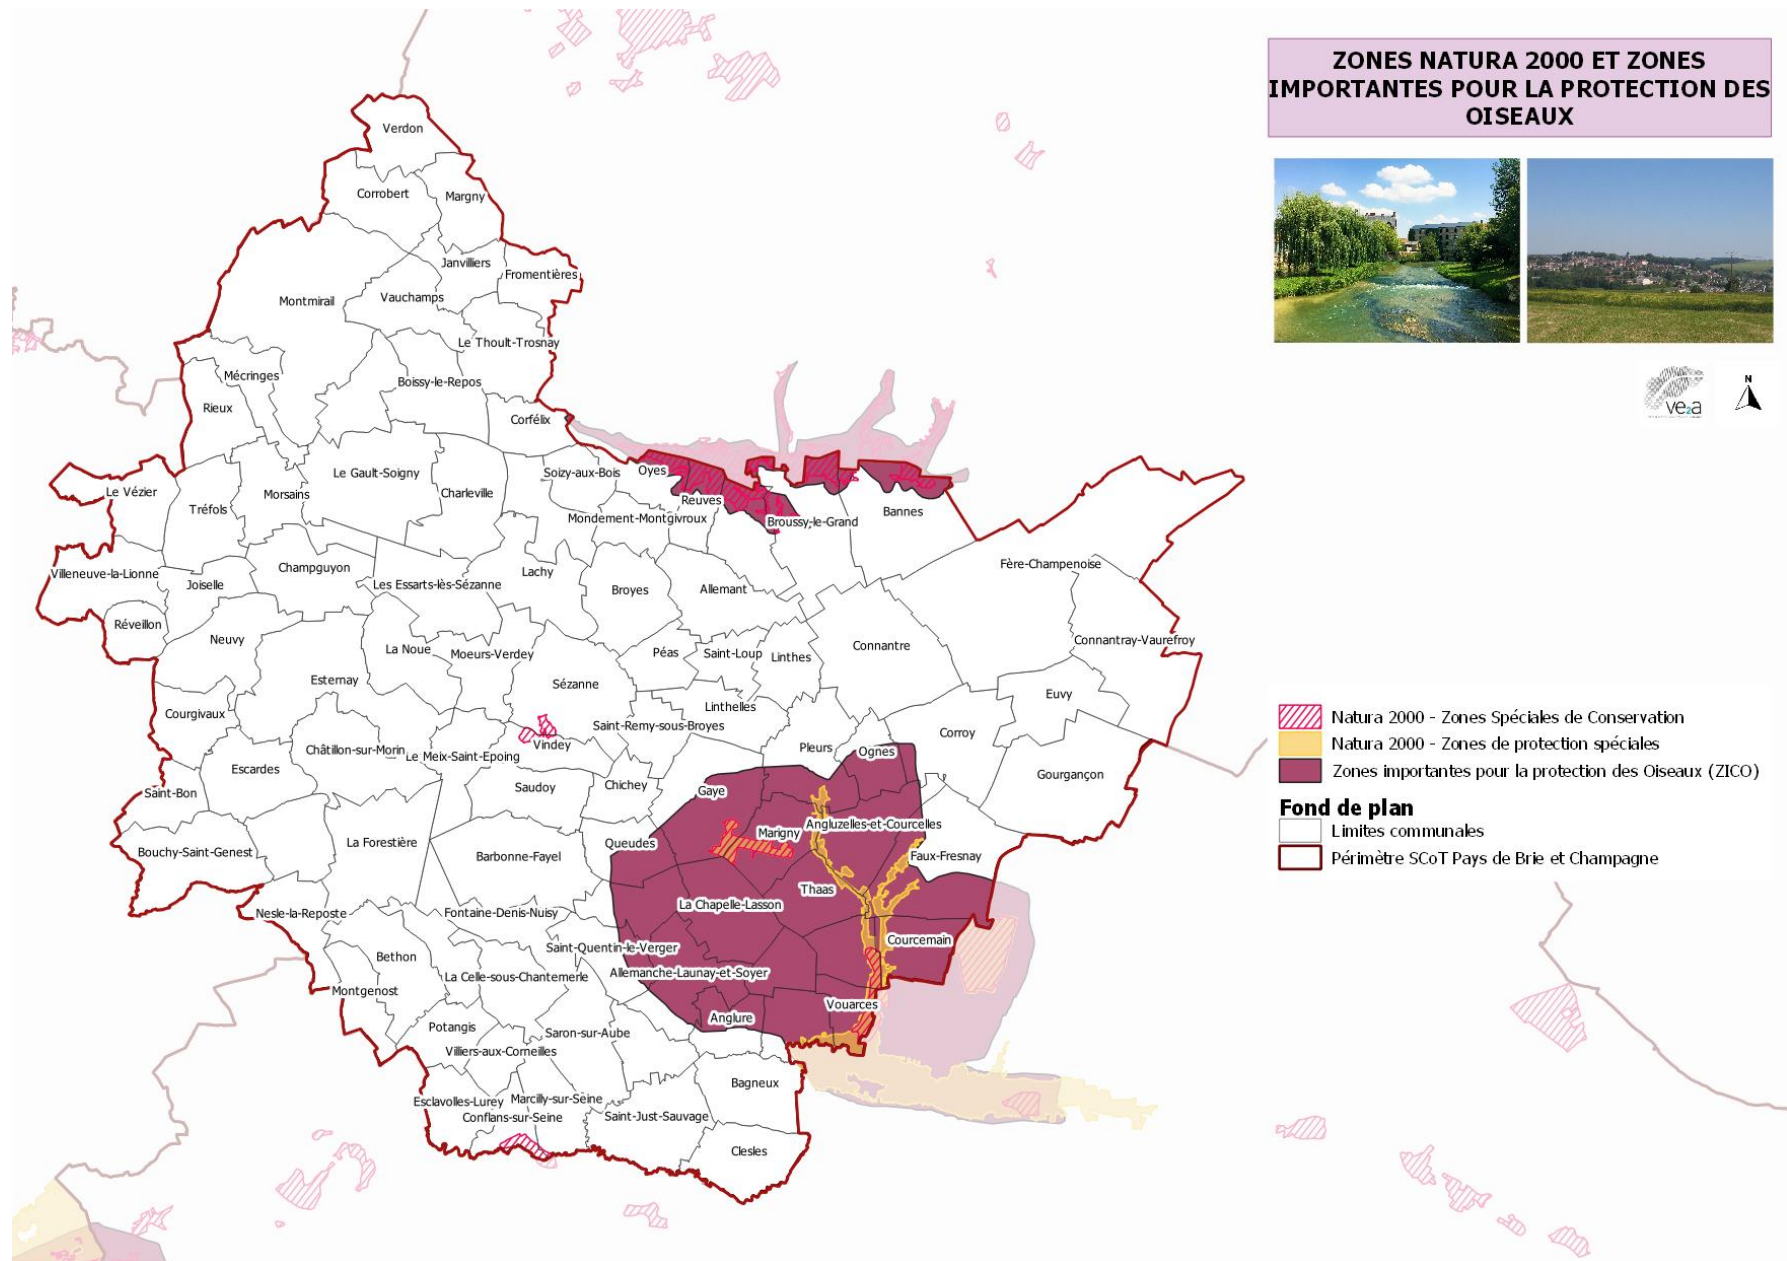 ZONES NATURA 2000 ET ZONES
IMPORTANTES POUR LA PROTECTION DES
OISEAUX
ve2a
N
Verdon
Corrobert
Margny
Janvilliers
Fromentières
Vauchamps
Montmirail
Le Thoult-Trosnay
Mécringes
Boissy-le-Repos
Rieux
Corfélix
Le Gault-Soigny
Soizy-aux-Bois
Oyes
Le Vézier
Morsains
Charleville
Reuves
Tréfols
Mondement-Montgivroux
Broussy-le-Grand
Bannes
Villeneuve-la-Lionne
Joiselle
Champguyon
Les Essarts-lès-Sézanne
Lachy
Broyes
Allemant
Fère-Champenoise
Réveillon
Neuvy
La Noue
Moeurs-Verdey
Péas
Saint-Loup
Linthes
Connantre
Connantray-Vaurefroy
Esternay
Sézanne
Euvy
Courgivaux
Linthelles
Saint-Remy-sous-Broyes
Châtillon-sur-Morin
Le Meix-Saint-Epoing
Vindey
Pleurs
Ognes
Corroy
Escardes
Gourgançon
Saint-Bon
Saudoy
Chichey
Gaye
Bouchy-Saint-Genest
La Forestière
Barbonne-Fayel
Queudes
Marigny
Angluzelles-et-Courcelles
Faux-Fresnay
Thaas
Nesle-la-Reposte
Fontaine-Denis-Nuisy
La Chapelle-Lasson
Bethon
Saint-Quentin-le-Verger
Courcemain
La Celle-sous-Chantemerle
Allemanche-Launay-et-Soyer
Montgenost
Vouarces
Potangis
Saron-sur-Aube
Anglure
Villiers-aux-Corneilles
Bagneux
Esclavolles-Lurey
Marcilly-sur-Seine
Conflans-sur-Seine
Saint-Just-Sauvage
Clesles
Natura 2000 - Zones Spéciales de Conservation
Natura 2000 - Zones de protection spéciales
Zones importantes pour la protection des Oiseaux (ZICO)
Fond de plan
Limites communales
Périmètre SCoT Pays de Brie et Champagne